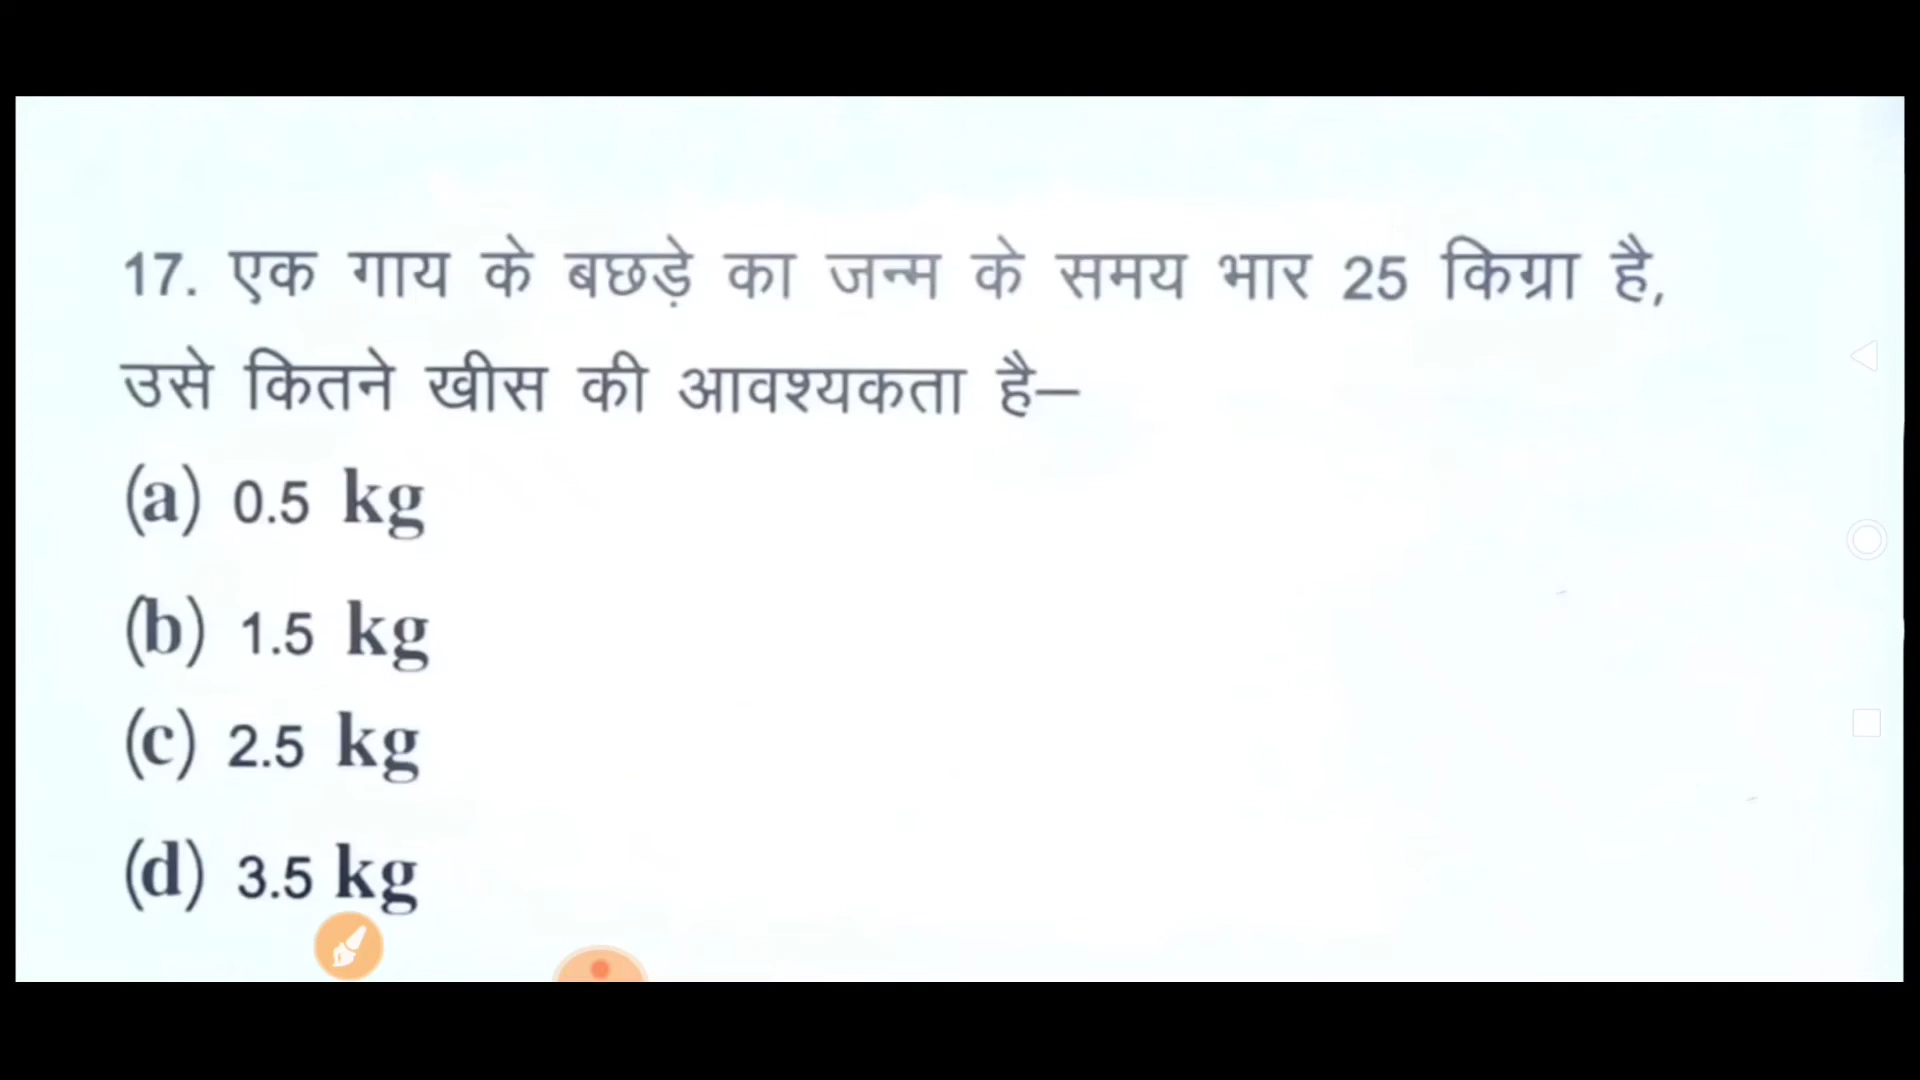 17. एक गाय के बछड़े का जन्म के समय भार 25 किग्रा है,
उसे कितने खीस की आवश्यकता है–
(a) 0.5 kg
(b) 1.5 kg
(c) 2.5 kg
(d) 3.5 kg